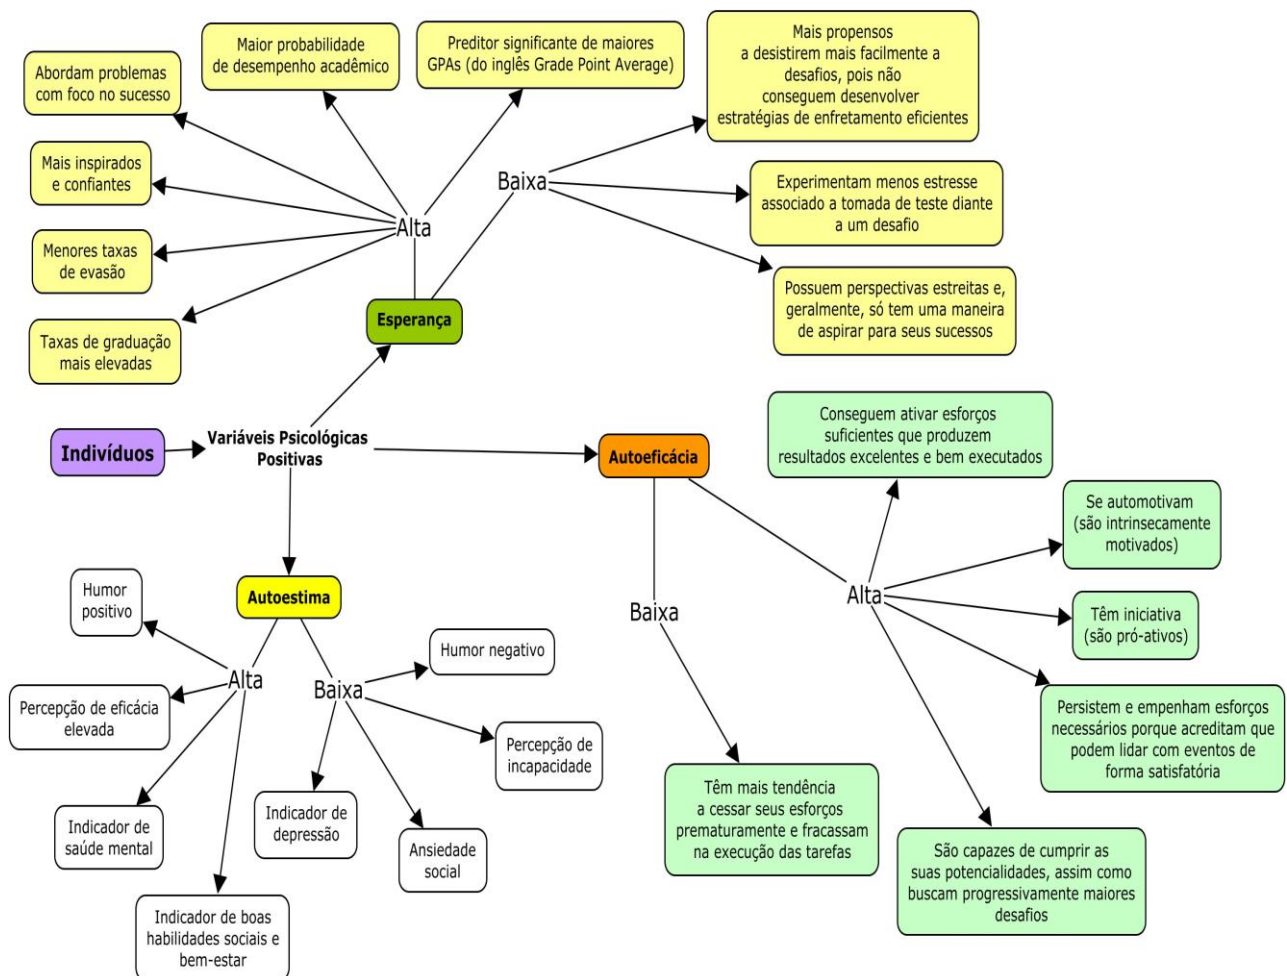 Abordam problemas
com foco no sucesso
Maior probabilidade
de desempenho acadêmico
Preditor significante de maiores
GPAs (do inglês Grade Point Average)
Mais propensos
a desistirem mais facilmente a
desafios, pois não
conseguem desenvolver
estratégias de enfretamento eficientes
Mais inspirados
e confiantes
Menores taxas
de evasão
Taxas de graduação
mais elevadas
Alta
Baixa
Experimentam menos estresse
associado a tomada de teste diante
a um desafio
Possuem perspectivas estreitas e,
geralmente, só tem uma maneira
de aspirar para seus sucessos
Esperança
Indivíduos
Variáveis Psicológicas
Positivas
Autoeficácia
Conseguem ativar esforços
suficientes que produzem
resultados excelentes e bem executados
Se automotivam
(são intrinsecamente
motivados)
Têm iniciativa
(são pró-ativos)
Persistem e empenham esforços
necessários porque acreditam que
podem lidar com eventos de
forma satisfatória
São capazes de cumprir as
suas potencialidades, assim como
buscam progressivamente maiores
desafios
Alta
Baixa
Têm mais tendência
a cessar seus esforços
prematuramente e fracassam
na execução das tarefas
Autoestima
Humor
positivo
Alta
Percepção de eficácia
elevada
Indicador de
saúde mental
Indicador de boas
habilidades sociais e
bem-estar
Baixa
Humor negativo
Percepção de
incapacidade
Indicador de
depressão
Ansiedade
social